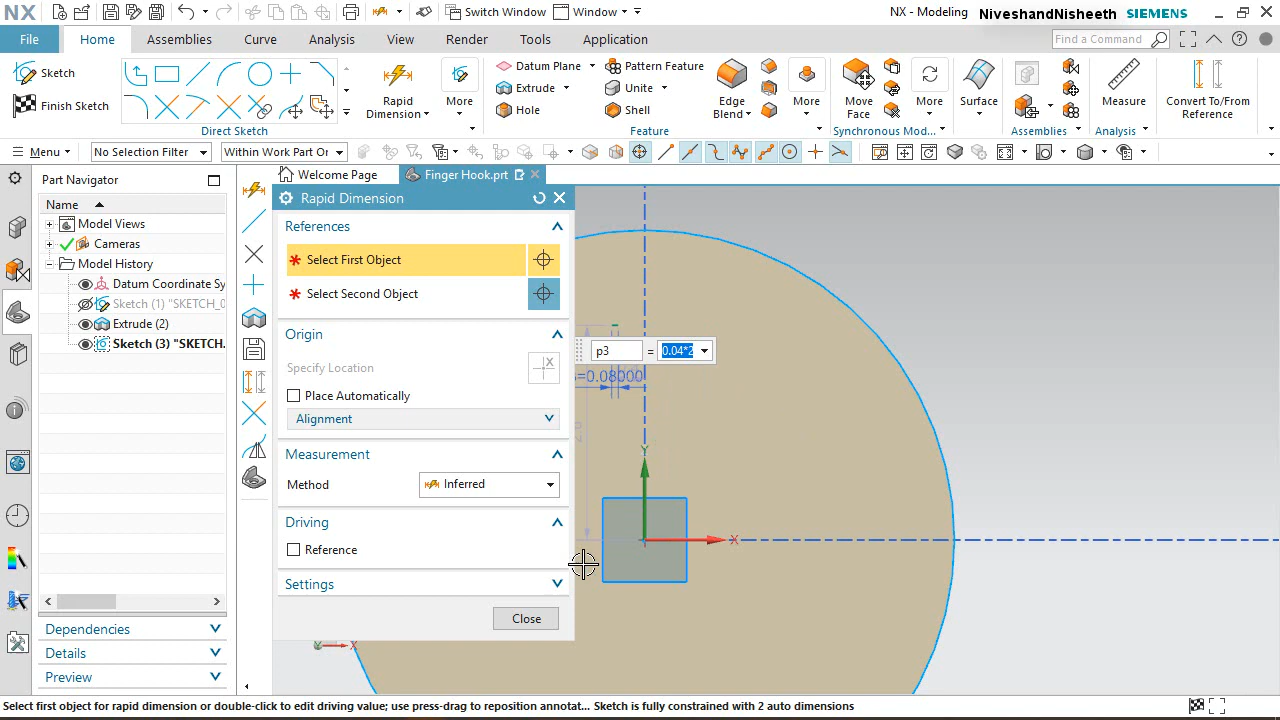 NX
Switch Window
Window
NX - Modeling
NiveshandNisheeth
SIEMENS
File
Home
Assemblies
Curve
Analysis
View
Render
Tools
Application
Find a Command
Sketch
Finish Sketch
Direct Sketch
Rapid
Dimension
More
Datum Plane
Extrude
Hole
Pattern Feature
Unite
Shell
Edge
Blend
More
Feature
Move
Face
More
Synchronous Mod...
Surface
Assemblies
Measure
Analysis
Convert To/From
Reference
Menu
No Selection Filter
Within Work Part Or
Part Navigator
Welcome Page
Finger Hook.prt
Name
Model Views
Cameras
Model History
Datum Coordinate Sy
Sketch (1) "SKETCH_0
Extrude (2)
Sketch (3) "SKETCH.
Dependencies
Details
Preview
Rapid Dimension
References
Select First Object
Select Second Object
Origin
Specify Location
Place Automatically
Alignment
Measurement
Method
Inferred
Driving
Reference
Settings
Close
p3 = 0.04*2
=0.08000
Y
X
X
Select first object for rapid dimension or double-click to edit driving value; use press-drag to reposition annotat...
Sketch is fully constrained with 2 auto dimensions